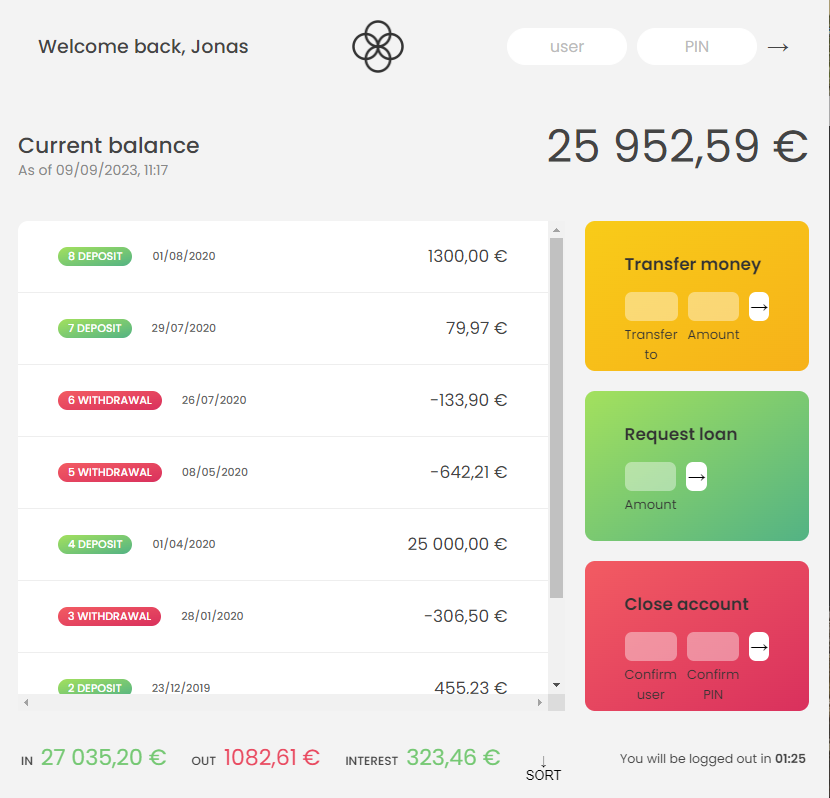 Welcome back, Jonas
user
PIN
→
Current balance
As of 09/09/2023, 11:17
25 952,59 €
8 DEPOSIT 01/08/2020 1300,00 €
7 DEPOSIT 29/07/2020 79,97 €
6 WITHDRAWAL 26/07/2020 -133,90 €
5 WITHDRAWAL 08/05/2020 -642,21 €
4 DEPOSIT 01/04/2020 25 000,00 €
3 WITHDRAWAL 28/01/2020 -306,50 €
2 DEPOSIT 23/12/2019 455,23 €
Transfer money
→
Transfer Amount
to
Request loan
→
Amount
Close account
→
Confirm Confirm
user PIN
IN 27 035,20 € OUT 1082,61 € INTEREST 323,46 €
↓
SORT
You will be logged out in 01:25